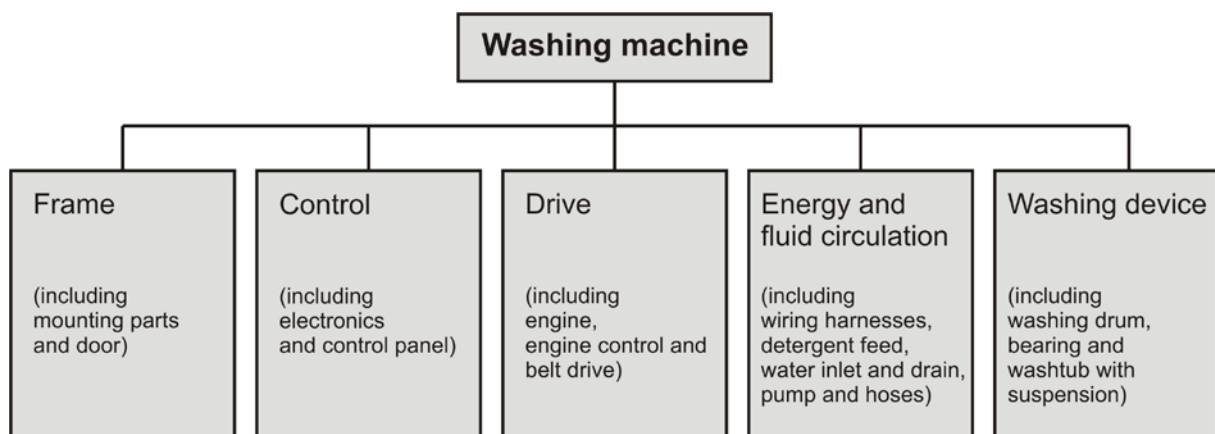 Washing machine
Frame
(including
mounting parts
and door)
Control
(including
electronics
and control panel)
Drive
(including
engine,
engine control and
belt drive)
Energy and
fluid circulation
(including
wiring harnesses,
detergent feed,
water inlet and drain,
pump and hoses)
Washing device
(including
washing drum,
bearing and
washtub with
suspension)